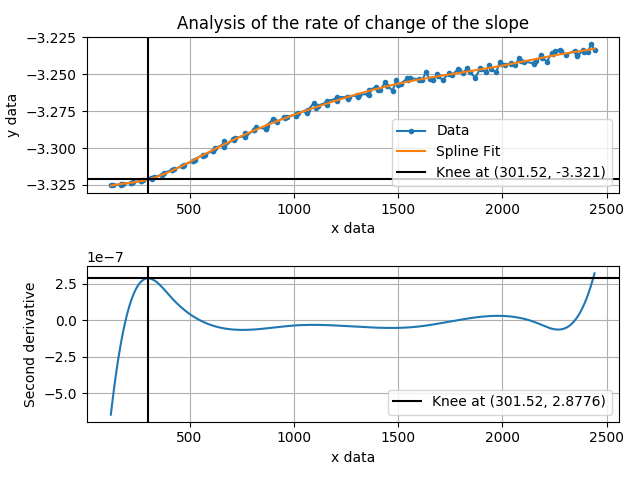 Analysis of the rate of change of the slope
−3.225
−3.250
−3.275
−3.300
−3.325
y data
Data
Spline Fit
Knee at (301.52, -3.321)
500
1000
1500
2000
2500
x data
1e−7
2.5
0.0
−2.5
−5.0
Second derivative
Knee at (301.52, 2.8776)
500
1000
1500
2000
2500
x data